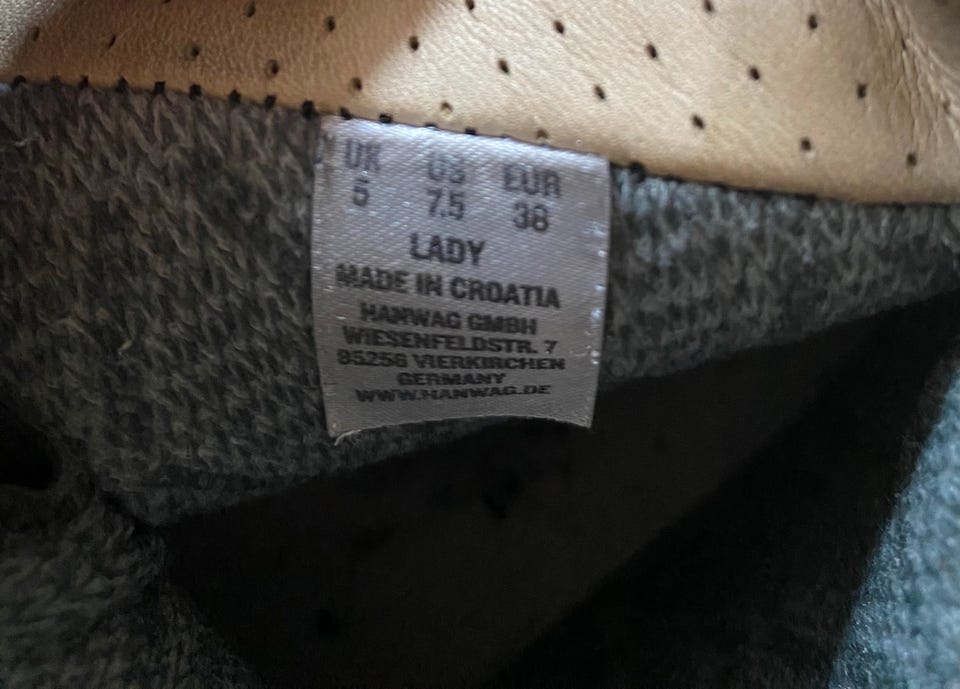 UK US EUR
5 7.5 38
LADY
MADE IN CROATIA
HANWAG GMBH
WIESENFELDSTR. 7
85256 VIERKIRCHEN
GERMANY
WWW.HANWAG.DE